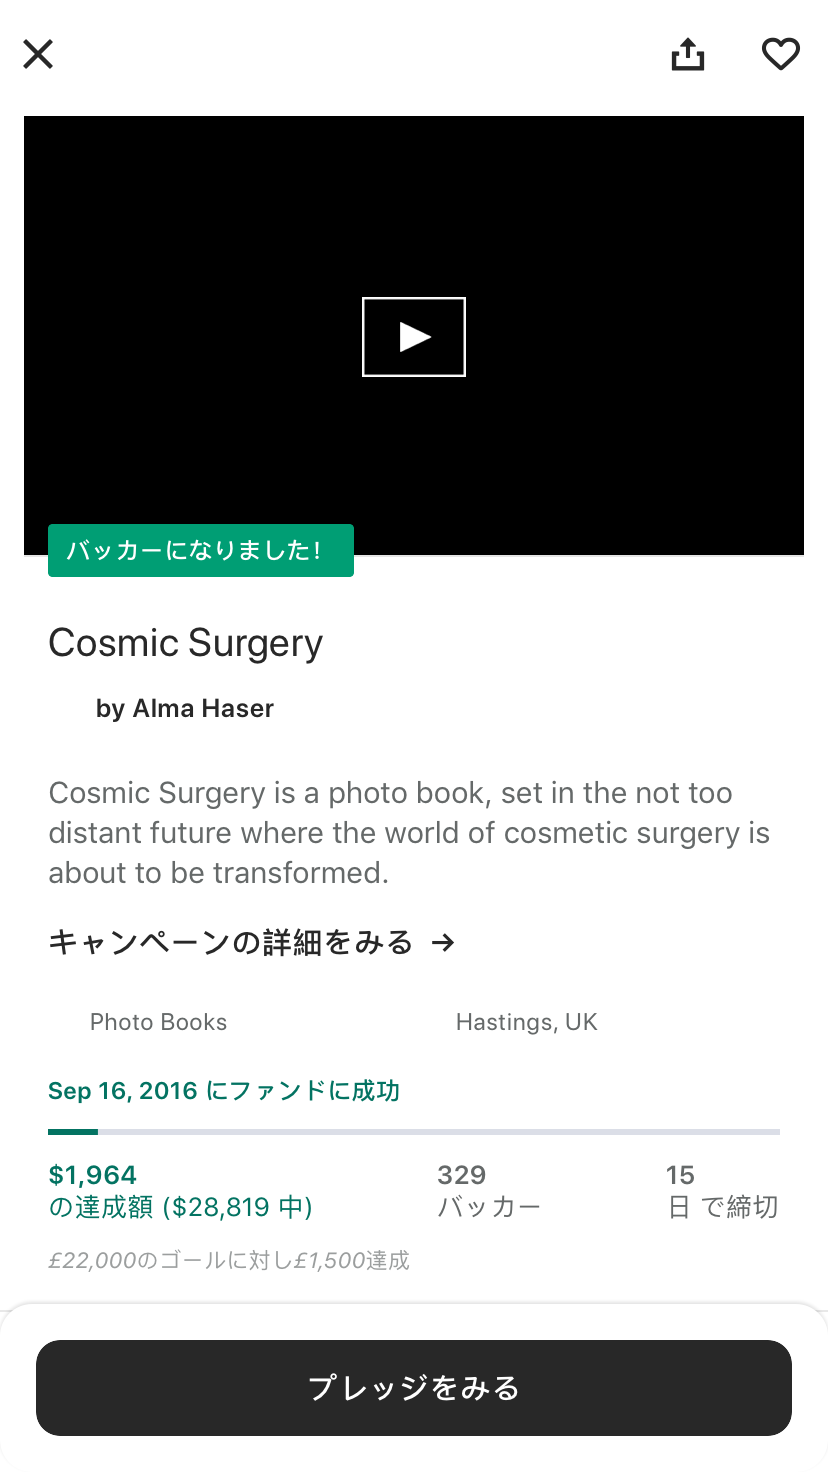 バッカーになりました!
Cosmic Surgery
by Alma Haser
Cosmic Surgery is a photo book, set in the not too
distant future where the world of cosmetic surgery is
about to be transformed.
キャンペーンの詳細をみる →
Photo Books
Hastings, UK
Sep 16, 2016 にファンドに成功
$1,964
の達成額 ($28,819 中)
329
バッカー
15
日 で締切
£22,000のゴールに対し£1,500達成
プレッジをみる